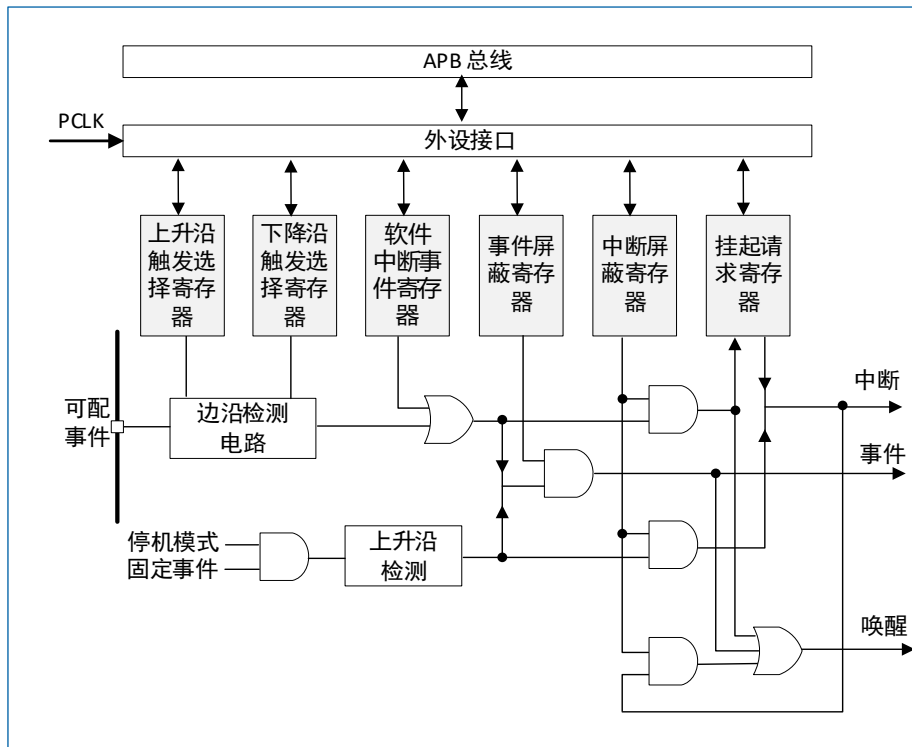 APB 总线
PCLK
外设接口
上升沿
触发选
择寄存
器
下降沿
触发选
择寄存
器
软件
中断事
件寄存
器
事件屏
蔽寄存
器
中断屏
蔽寄存
器
挂起请
求寄存
器
可配
事件
边沿检测
电路
中断
事件
停机模式
固定事件
上升沿
检测
唤醒